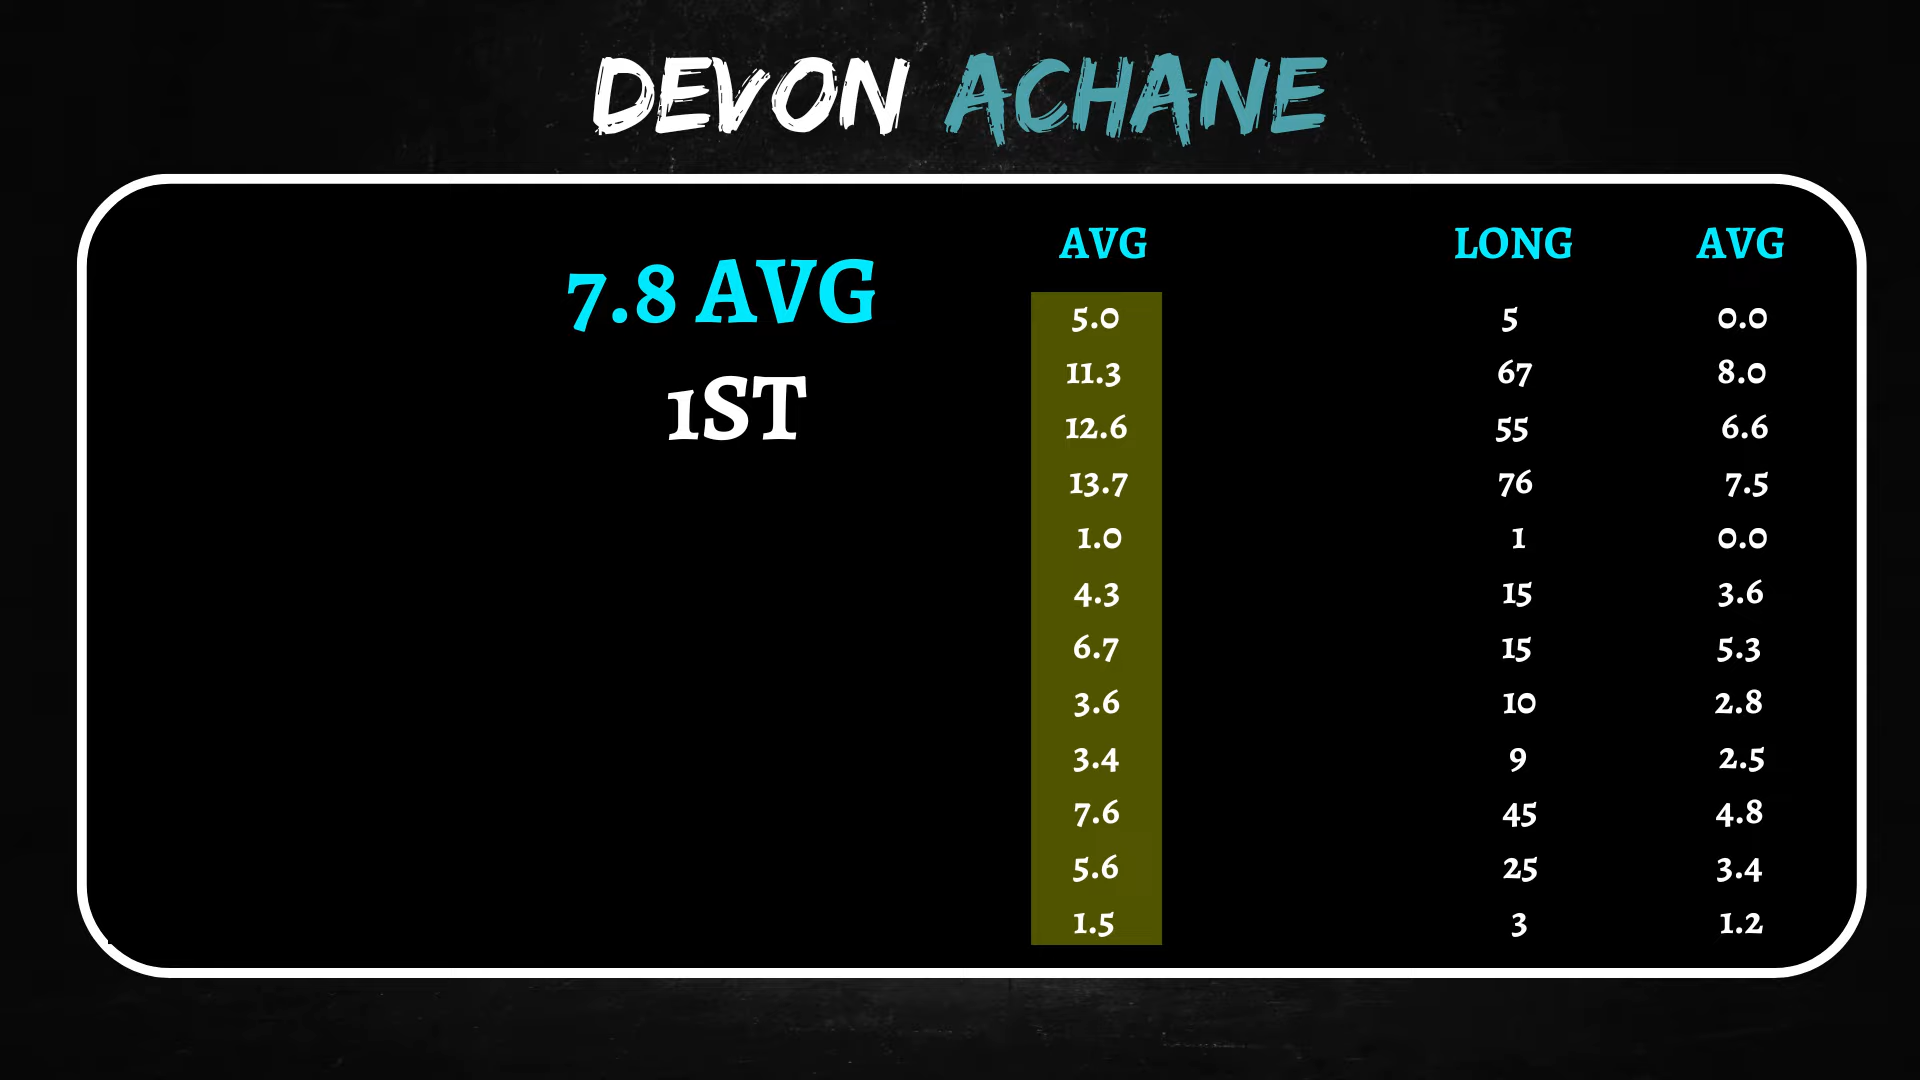 DEVON ACHANE
7.8 AVG
1ST
AVG LONG AVG
5.0 5 0.0
11.3 67 8.0
12.6 55 6.6
13.7 76 7.5
1.0 1 0.0
4.3 15 3.6
6.7 15 5.3
3.6 10 2.8
3.4 9 2.5
7.6 45 4.8
5.6 25 3.4
1.5 3 1.2